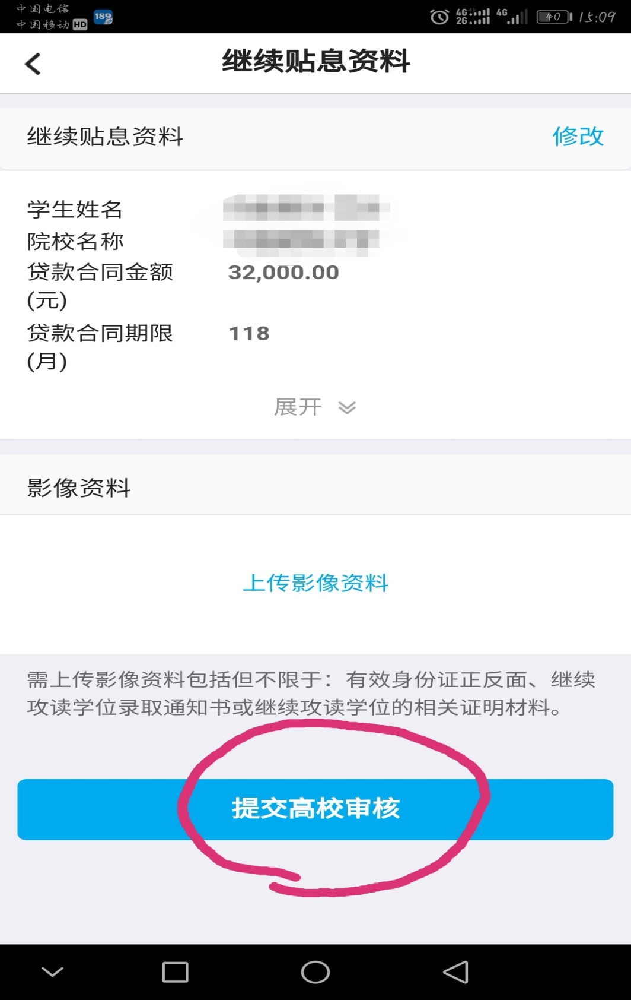 中国电信
中国移动 HD
189
4G
2G
4G
40
15:09
继续贴息资料
继续贴息资料
修改
学生姓名
院校名称
贷款合同金额
(元)
32,000.00
贷款合同期限
(月)
118
展开
影像资料
上传影像资料
需上传影像资料包括但不限于：有效身份证正反面、继续
攻读学位录取通知书或继续攻读学位的相关证明材料。
提交高校审核